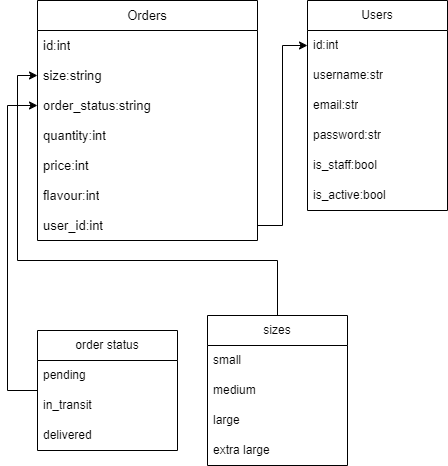 Orders
id:int
size:string
order_status:string
quantity:int
price:int
flavour:int
user_id:int
Users
id:int
username:str
email:str
password:str
is_staff:bool
is_active:bool
order status
pending
in_transit
delivered
sizes
small
medium
large
extra large